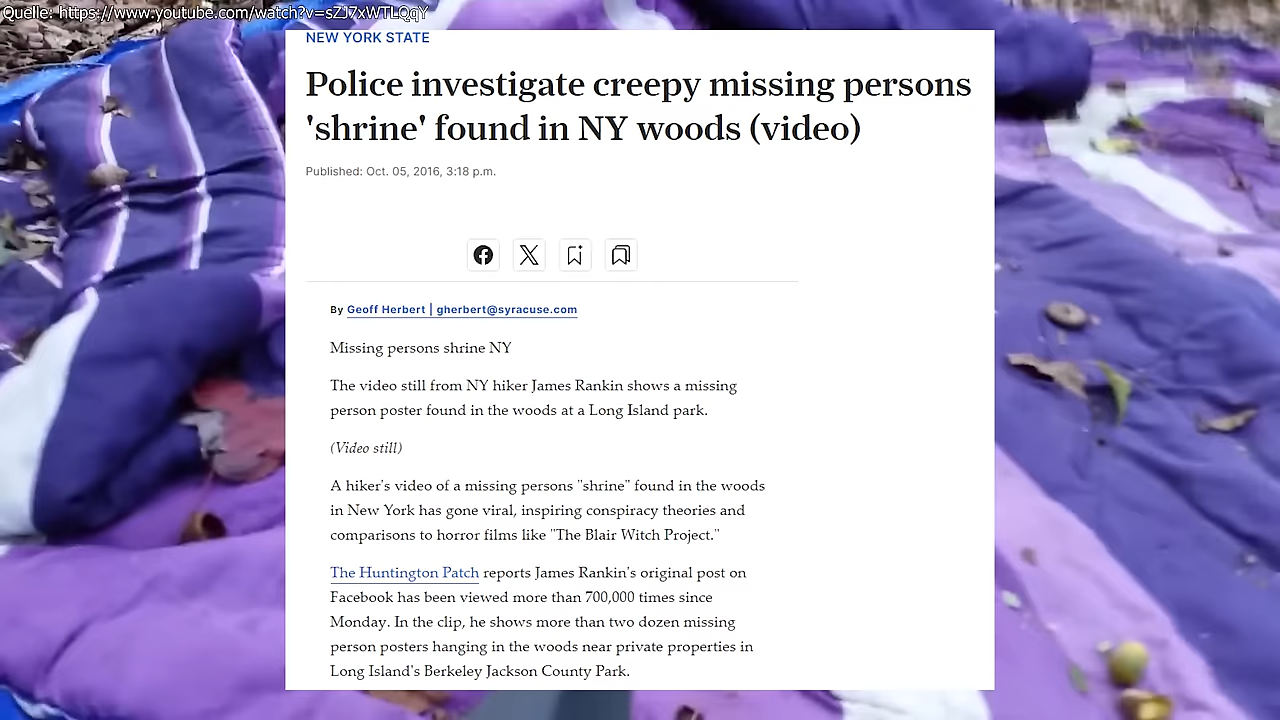 Quelle: https://www.youtube.com/watch?v=sZJ7xWTLQqY
NEW YORK STATE
Police investigate creepy missing persons
'shrine' found in NY woods (video)
Published: Oct. 05, 2016, 3:18 p.m.
By Geoff Herbert | gherbert@syracuse.com
Missing persons shrine NY
The video still from NY hiker James Rankin shows a missing
person poster found in the woods at a Long Island park.
(Video still)
A hiker's video of a missing persons "shrine" found in the woods
in New York has gone viral, inspiring conspiracy theories and
comparisons to horror films like "The Blair Witch Project."
The Huntington Patch reports James Rankin's original post on
Facebook has been viewed more than 700,000 times since
Monday. In the clip, he shows more than two dozen missing
person posters hanging in the woods near private properties in
Long Island's Berkeley Jackson County Park.